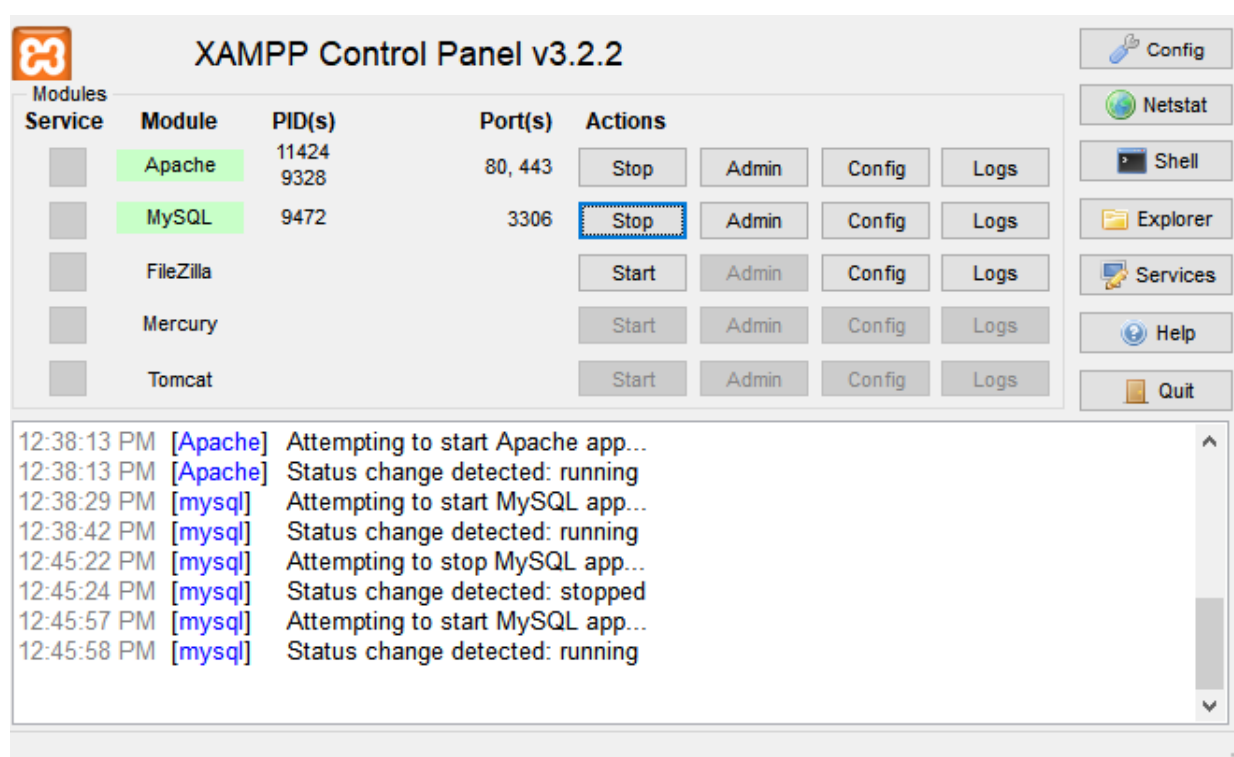 XAMPP Control Panel v3.2.2
Config
Modules
Netstat
Service Module PID(s) Port(s) Actions
Apache 11424 9328 80, 443 Stop Admin Config Logs
Shell
MySQL 9472 3306 Stop Admin Config Logs
Explorer
FileZilla Start Admin Config Logs
Services
Mercury Start Admin Config Logs
Help
Tomcat Start Admin Config Logs
Quit
12:38:13 PM [Apache] Attempting to start Apache app...
12:38:13 PM [Apache] Status change detected: running
12:38:29 PM [mysql] Attempting to start MySQL app...
12:38:42 PM [mysql] Status change detected: running
12:45:22 PM [mysql] Attempting to stop MySQL app...
12:45:24 PM [mysql] Status change detected: stopped
12:45:57 PM [mysql] Attempting to start MySQL app...
12:45:58 PM [mysql] Status change detected: running